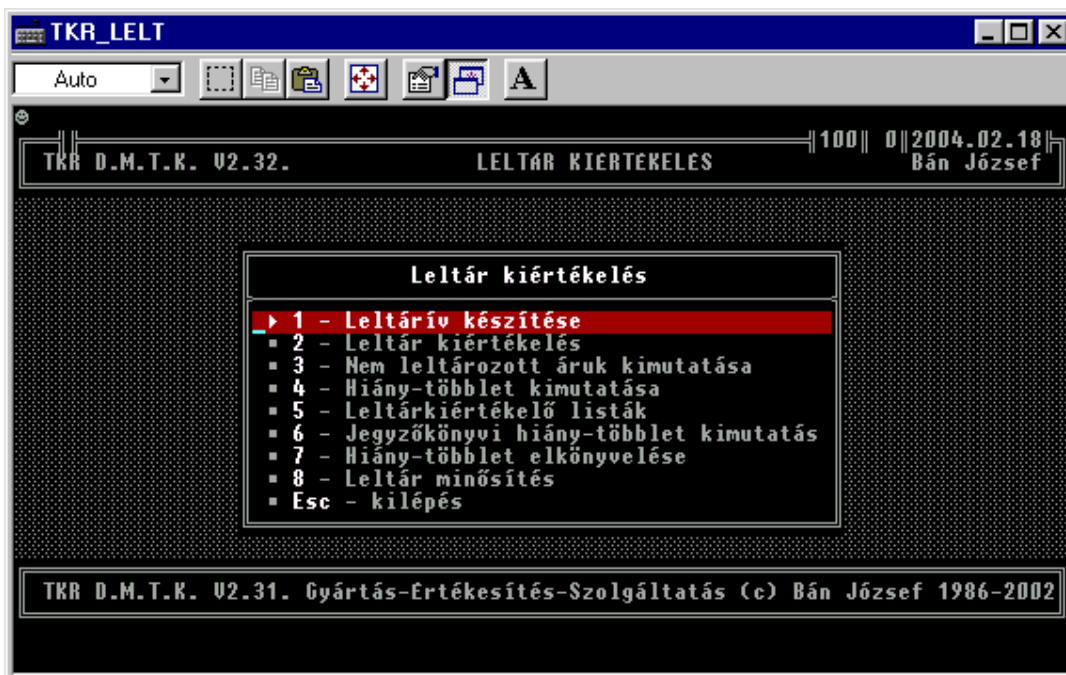 TKR_LELT
Auto
A
100 0 2004.02.18
TKR D.M.T.K. V2.32. LELTÁR KIÉRTÉKELÉS Bán József
Leltár kiértékelés
1 - Leltárív készítése
2 - Leltár kiértékelés
3 - Nem leltározott áruk kimutatása
4 - Hiány-többlet kimutatása
5 - Leltárkiértékelő listák
6 - Jegyzőkönyvi hiány-többlet kimutatás
7 - Hiány-többlet elkönyvelése
8 - Leltár minősítés
Esc - kilépés
TKR D.M.T.K. V2.31. Gyártás-Értékesítés-Szolgáltatás (c) Bán József 1986-2002